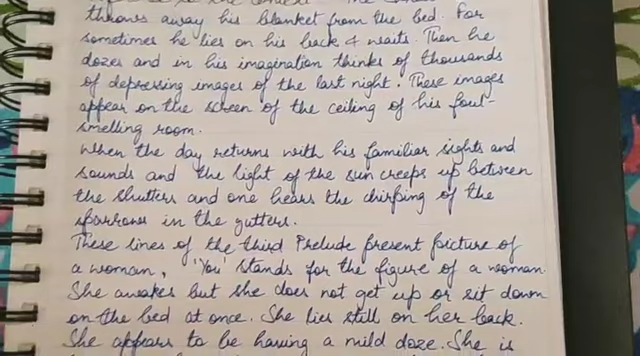 throws away his blanket from the bed. For
sometimes he lies on his back & waits. Then he
dozes and in his imagination thinks of thousands
of depressing images of the last night. These images
appear on the screen of the ceiling of his foul-
smelling room.
When the day returns with his familiar sights and
sounds and the light of the sun creeps up between
the shutters and one hears the chirping of the
sparrows in the gutters.
These lines of the third Prelude present picture of
a woman, 'You' stands for the figure of a woman.
She awakes but she does not get up or sit down
on the bed at once. She lies still on her back.
She appears to be having a mild doze. She is